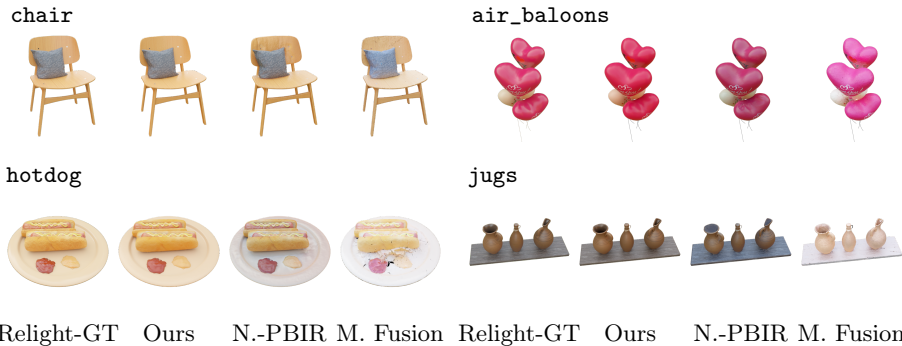 chair
air_baloons
hotdog
jugs
Relight-GT Ours N.-PBIR M. Fusion Relight-GT Ours N.-PBIR M. Fusion